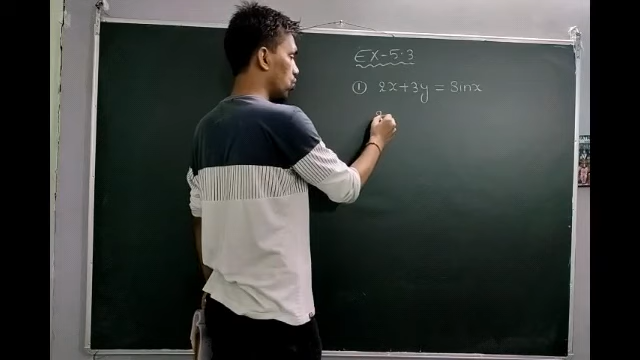 EX-5.3
① 2x+3y = Sinx